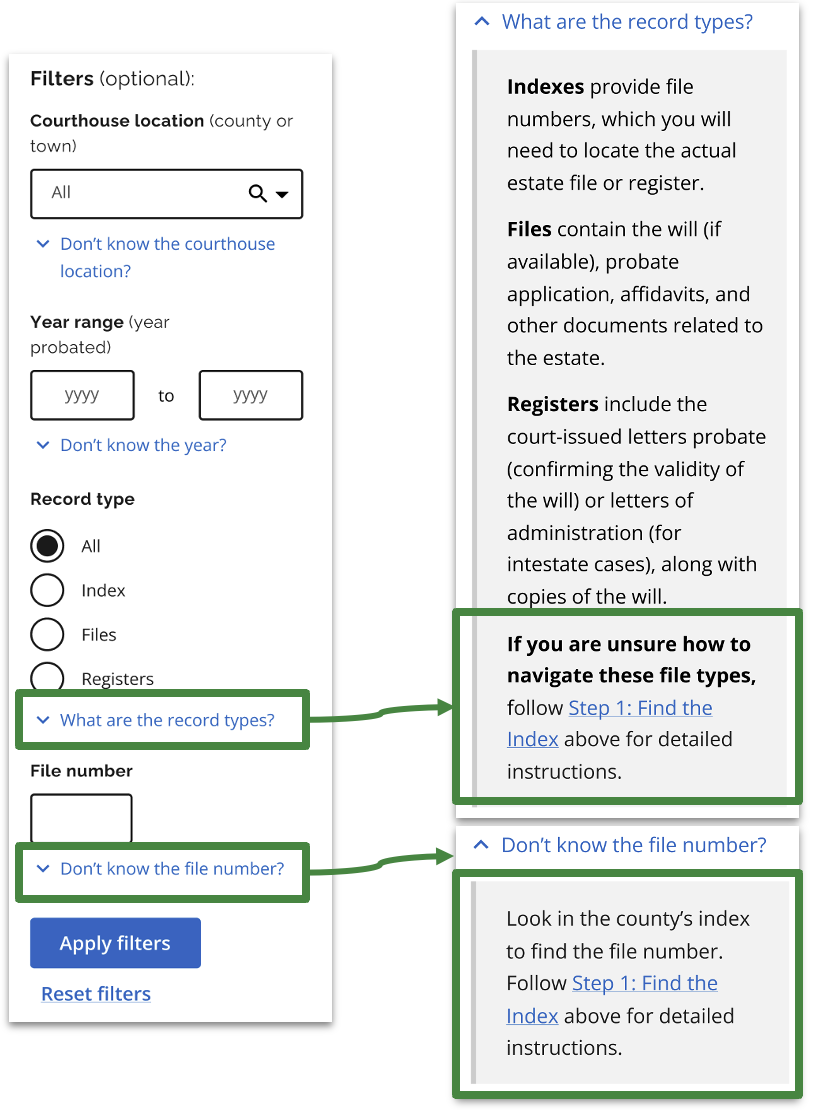 Filters (optional):
Courthouse location (county or
town)
All
Don’t know the courthouse
location?
Year range (year
probated)
yyyy to yyyy
Don’t know the year?
Record type
All
Index
Files
Registers
What are the record types?
File number
Don’t know the file number?
Apply filters
Reset filters
What are the record types?
Indexes provide file
numbers, which you will
need to locate the actual
estate file or register.
Files contain the will (if
available), probate
application, affidavits, and
other documents related to
the estate.
Registers include the
court-issued letters probate
(confirming the validity of
the will) or letters of
administration (for
intestate cases), along with
copies of the will.
If you are unsure how to
navigate these file types,
follow Step 1: Find the
Index above for detailed
instructions.
Don’t know the file number?
Look in the county’s index
to find the file number.
Follow Step 1: Find the
Index above for detailed
instructions.